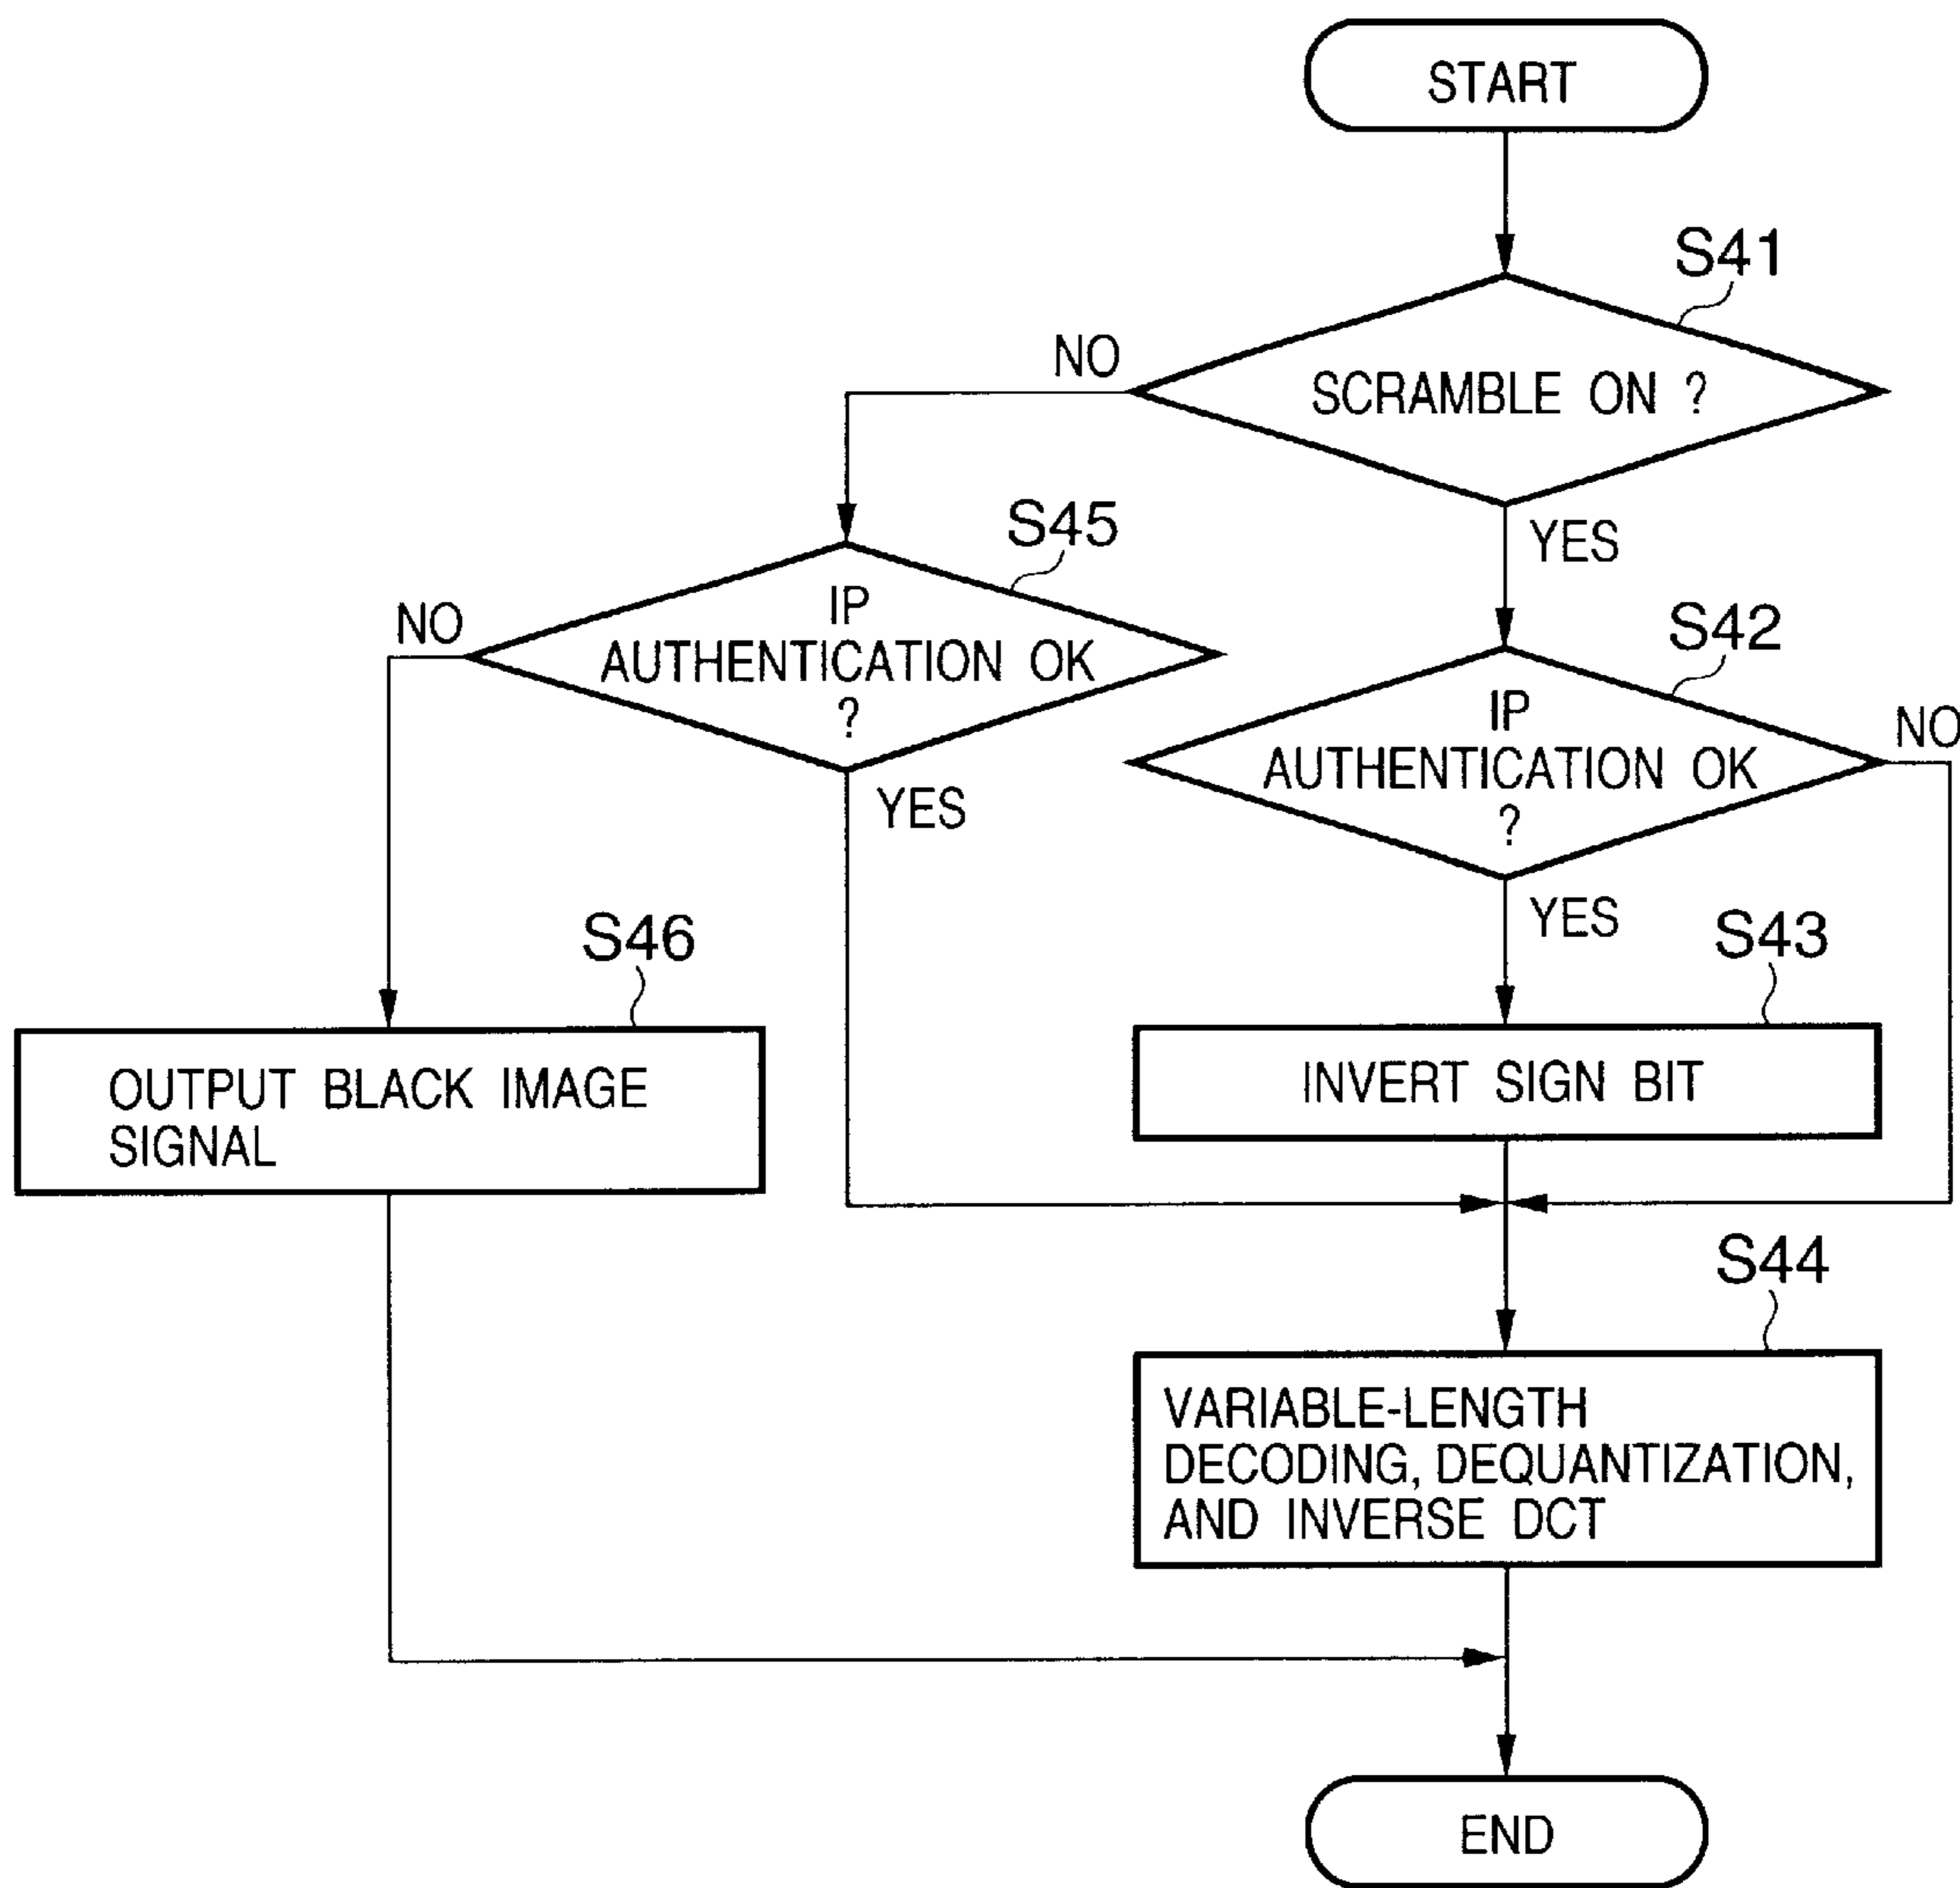 START
S41
NO
SCRAMBLE ON ?
YES
S45
NO
IP
AUTHENTICATION OK
?
YES
S42
IP
AUTHENTICATION OK
?
NO
YES
S46
OUTPUT BLACK IMAGE
SIGNAL
S43
INVERT SIGN BIT
S44
VARIABLE-LENGTH
DECODING, DEQUANTIZATION,
AND INVERSE DCT
END